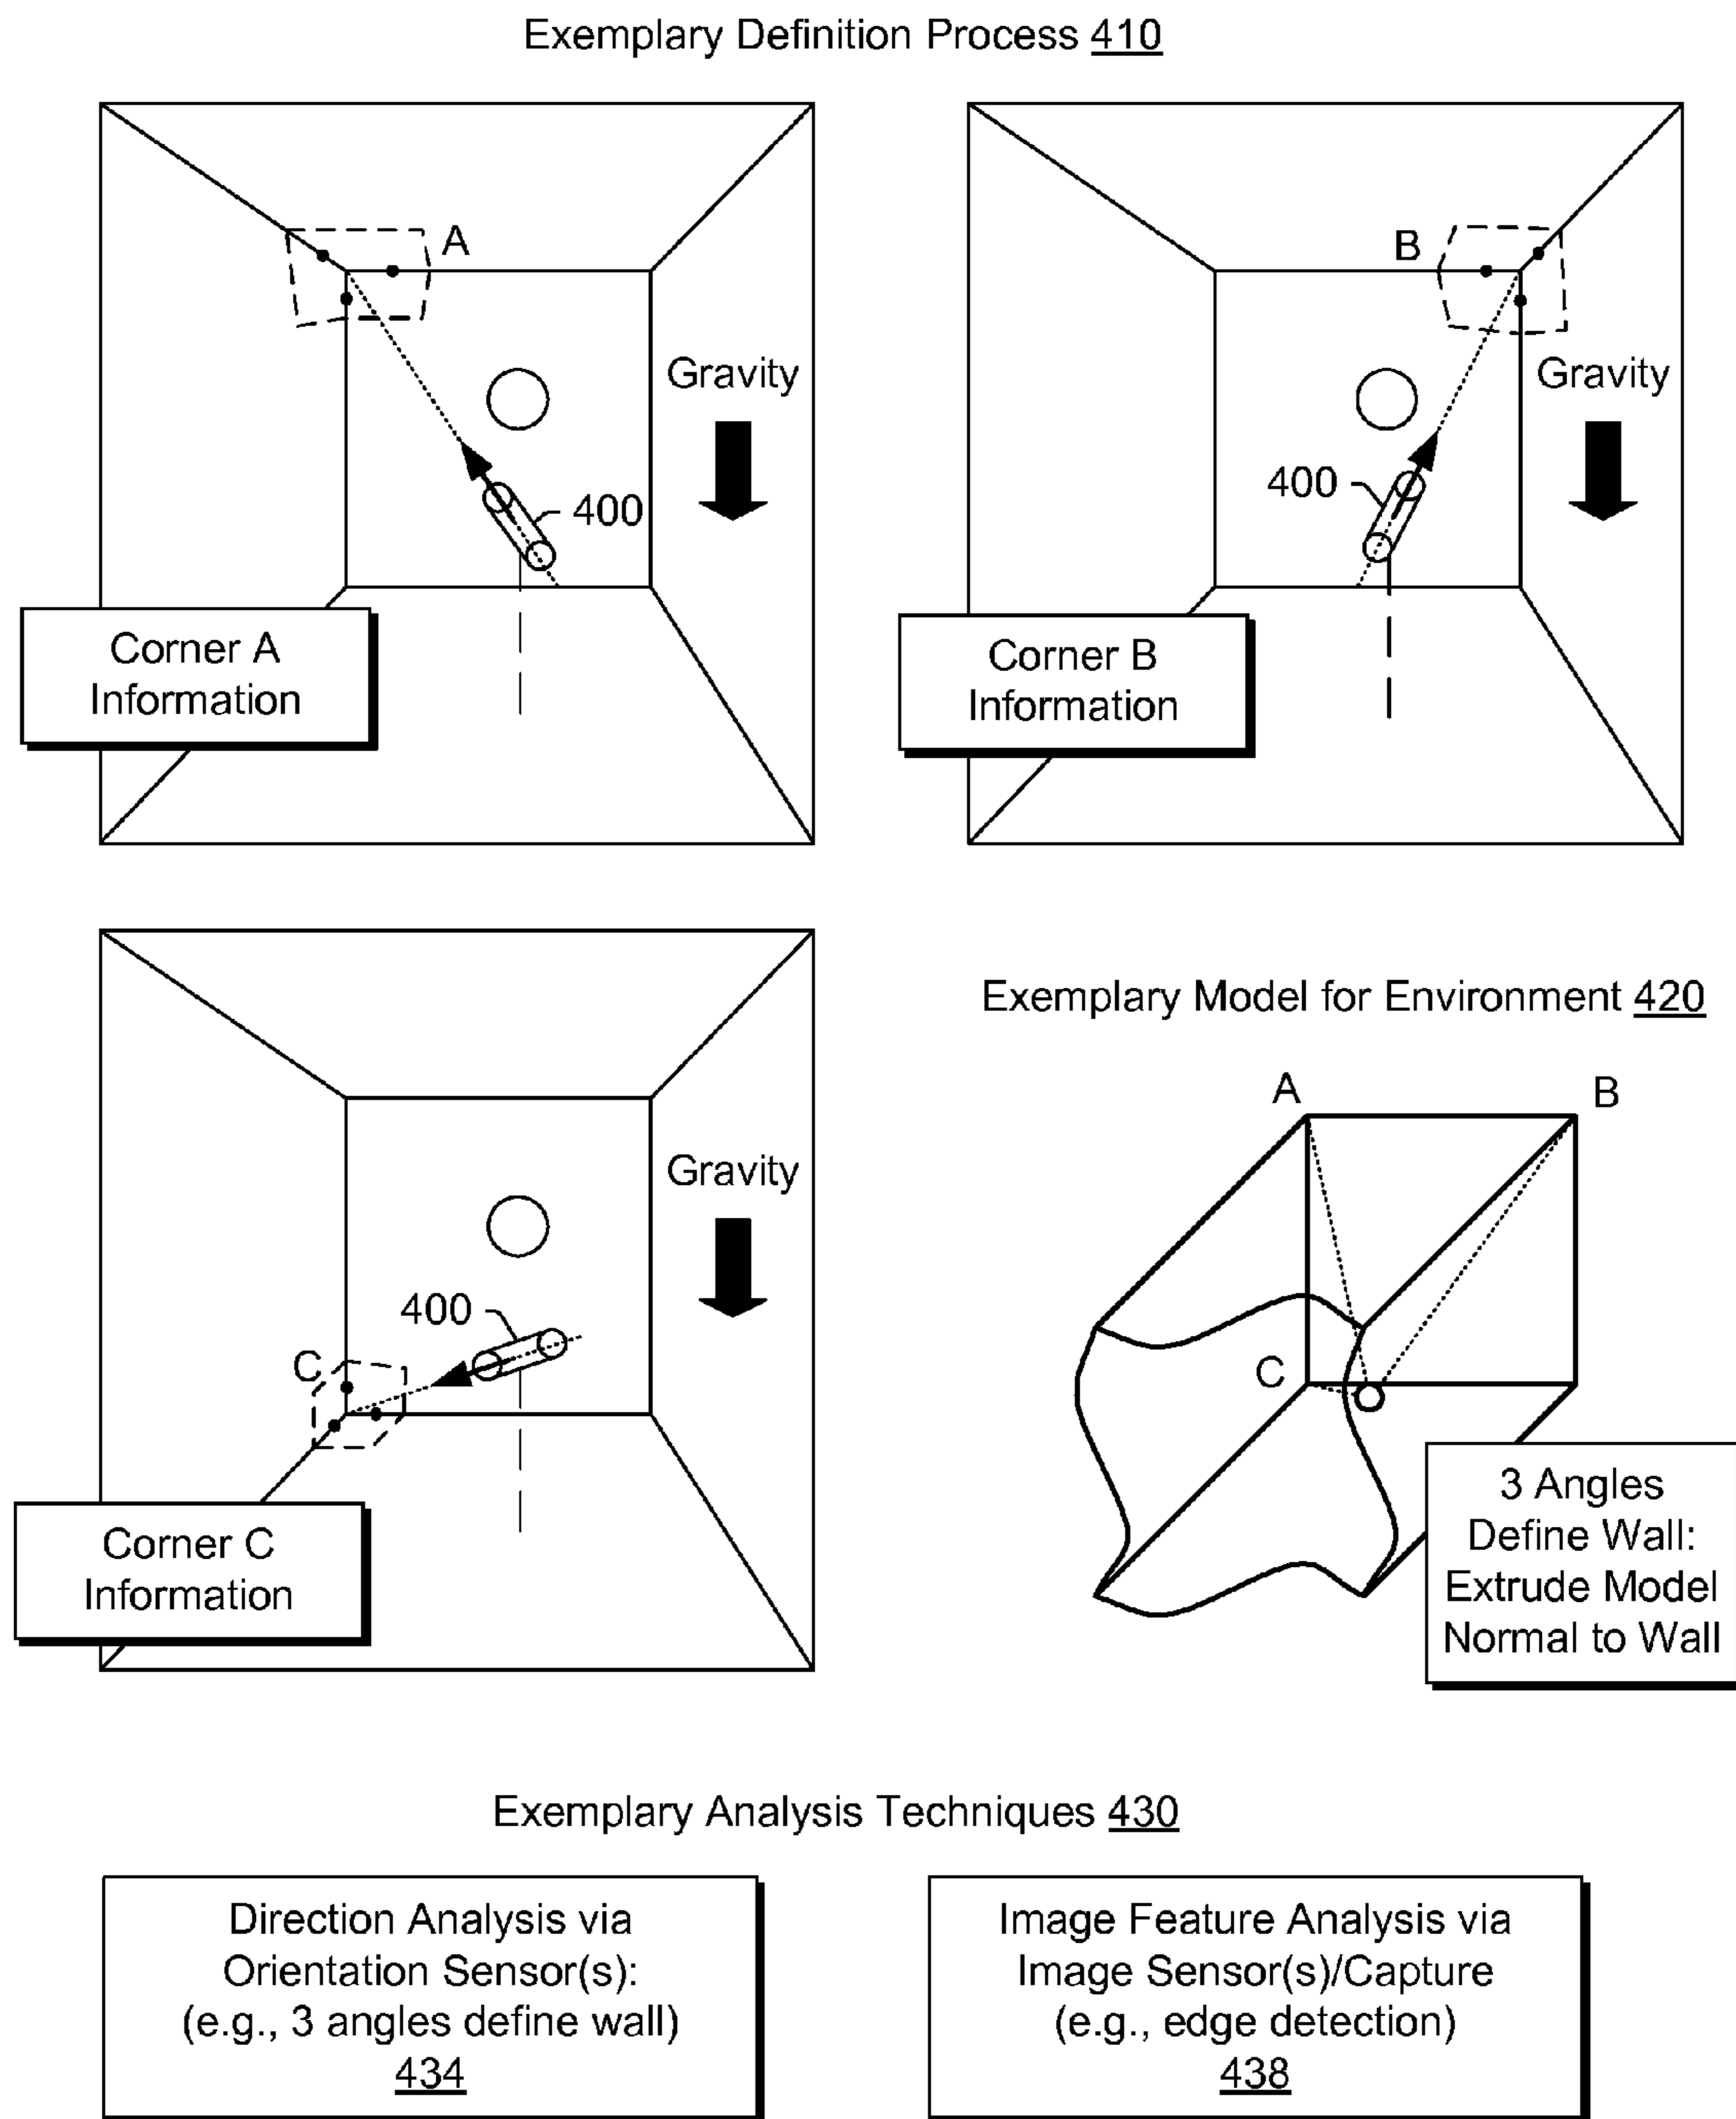 Exemplary Definition Process 410
A
Gravity
400
Corner A
Information
B
Gravity
400
Corner B
Information
Gravity
400
C
Corner C
Information
Exemplary Model for Environment 420
A
B
C
3 Angles
Define Wall:
Extrude Model
Normal to Wall
Exemplary Analysis Techniques 430
Direction Analysis via
Orientation Sensor(s):
(e.g., 3 angles define wall)
434
Image Feature Analysis via
Image Sensor(s)/Capture
(e.g., edge detection)
438